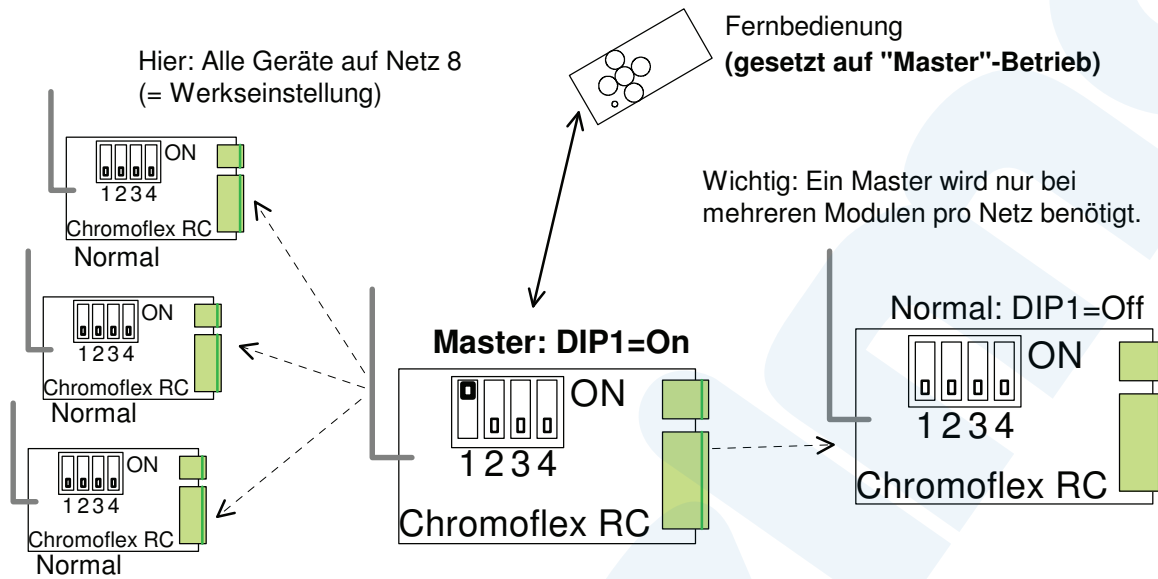 Fernbedienung
(gesetzt auf "Master"-Betrieb)
Hier: Alle Geräte auf Netz 8
(= Werkseinstellung)
ON
1234
Chromoflex RC
Normal
Wichtig: Ein Master wird nur bei
mehreren Modulen pro Netz benötigt.
ON
1234
Chromoflex RC
Normal
Master: DIP1=On
ON
1234
Chromoflex RC
Normal: DIP1=Off
ON
1234
Chromoflex RC
ON
1234
Chromoflex RC
Normal